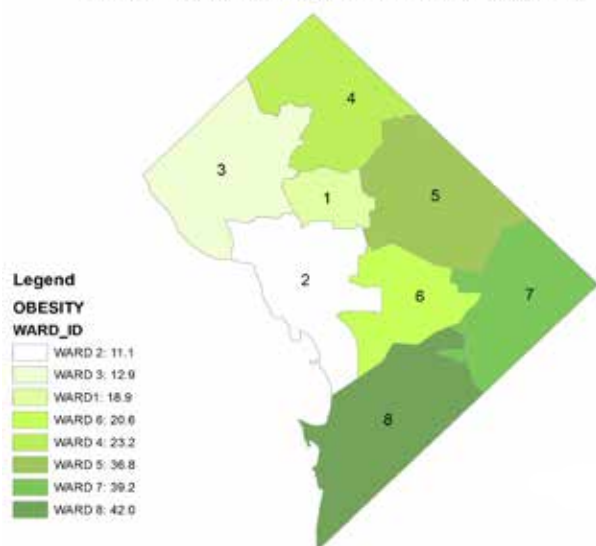 4
3
1
5
2
6
7
8
Legend
OBESITY
WARD_ID
WARD 2: 11.1
WARD 3: 12.9
WARD1: 18.9
WARD 6: 20.6
WARD 4: 23.2
WARD 5: 36.8
WARD 7: 39.2
WARD 8: 42.0